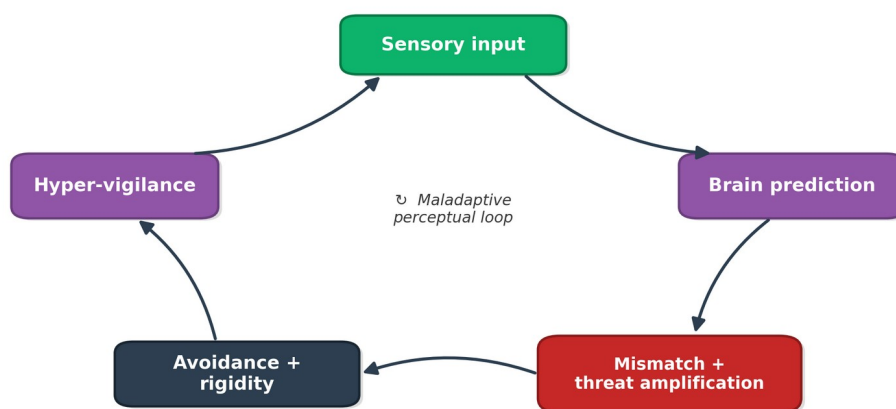 Sensory input
Hyper-vigilance
Brain prediction
↻ Maladaptive
perceptual loop
Avoidance +
rigidity
Mismatch +
threat amplification